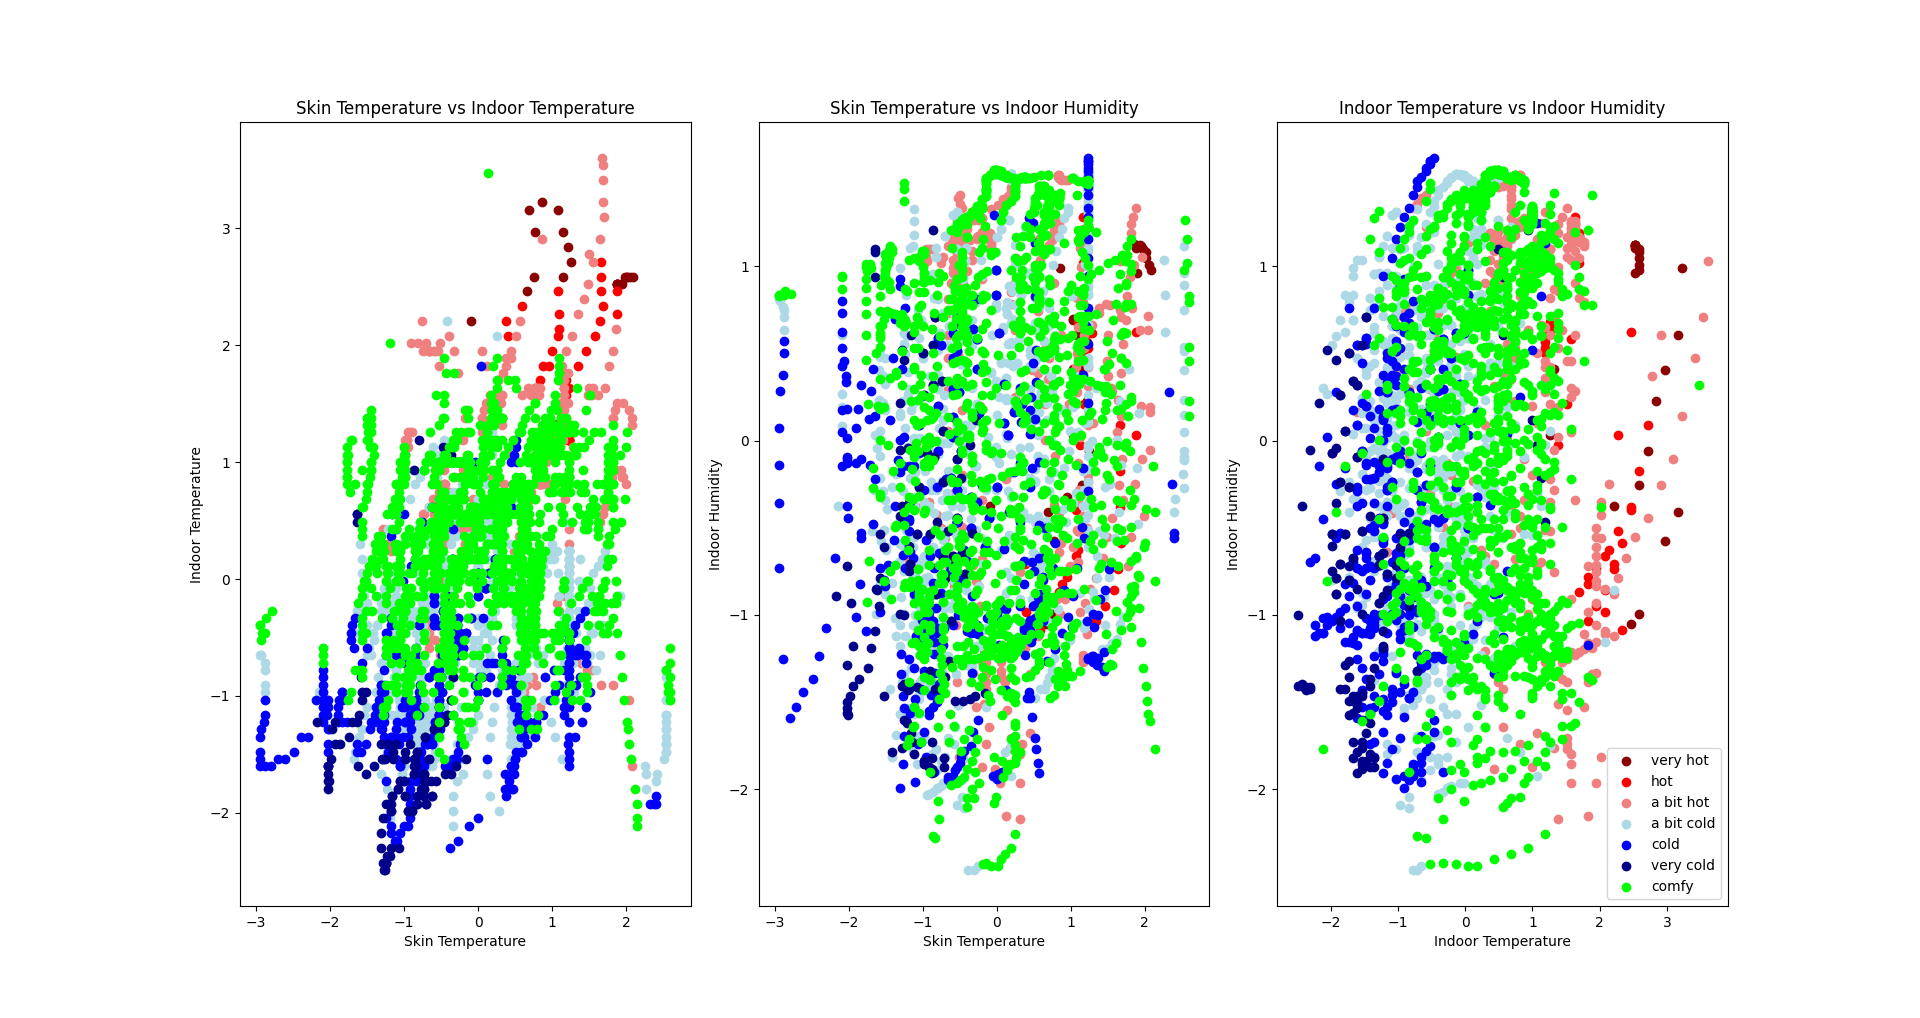 Skin Temperature vs Indoor Temperature
3
2
1
0
−1
−2
−3 −2 −1 0 1 2
Skin Temperature
Indoor Temperature
Skin Temperature vs Indoor Humidity
1
0
−1
−2
−3 −2 −1 0 1 2
Skin Temperature
Indoor Humidity
Indoor Temperature vs Indoor Humidity
1
0
−1
−2
−2 −1 0 1 2 3
Indoor Temperature
Indoor Humidity
very hot
hot
a bit hot
a bit cold
cold
very cold
comfy